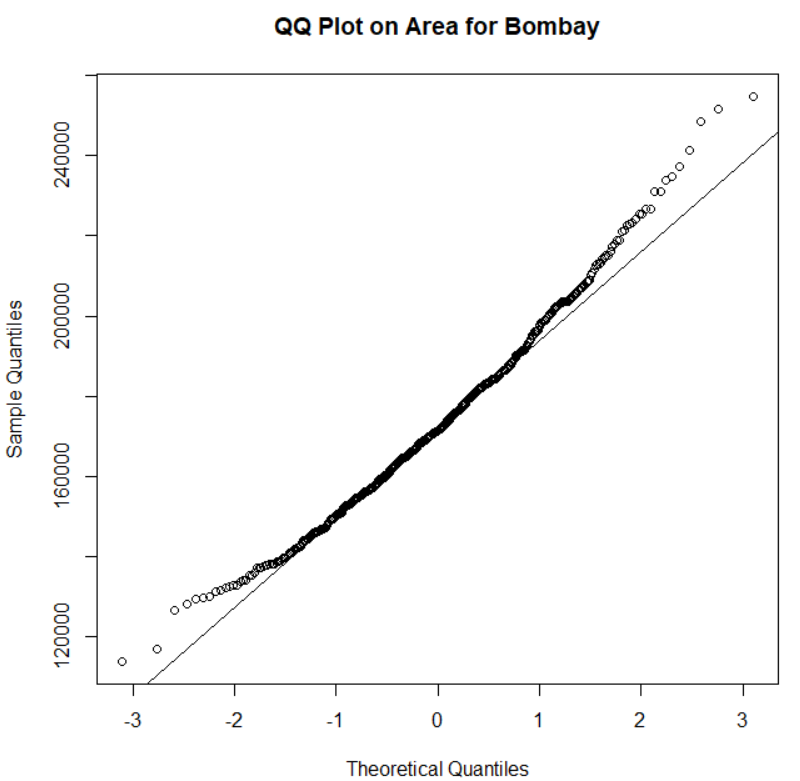 QQ Plot on Area for Bombay
Sample Quantiles
240000
200000
160000
120000
-3 -2 -1 0 1 2 3
Theoretical Quantiles